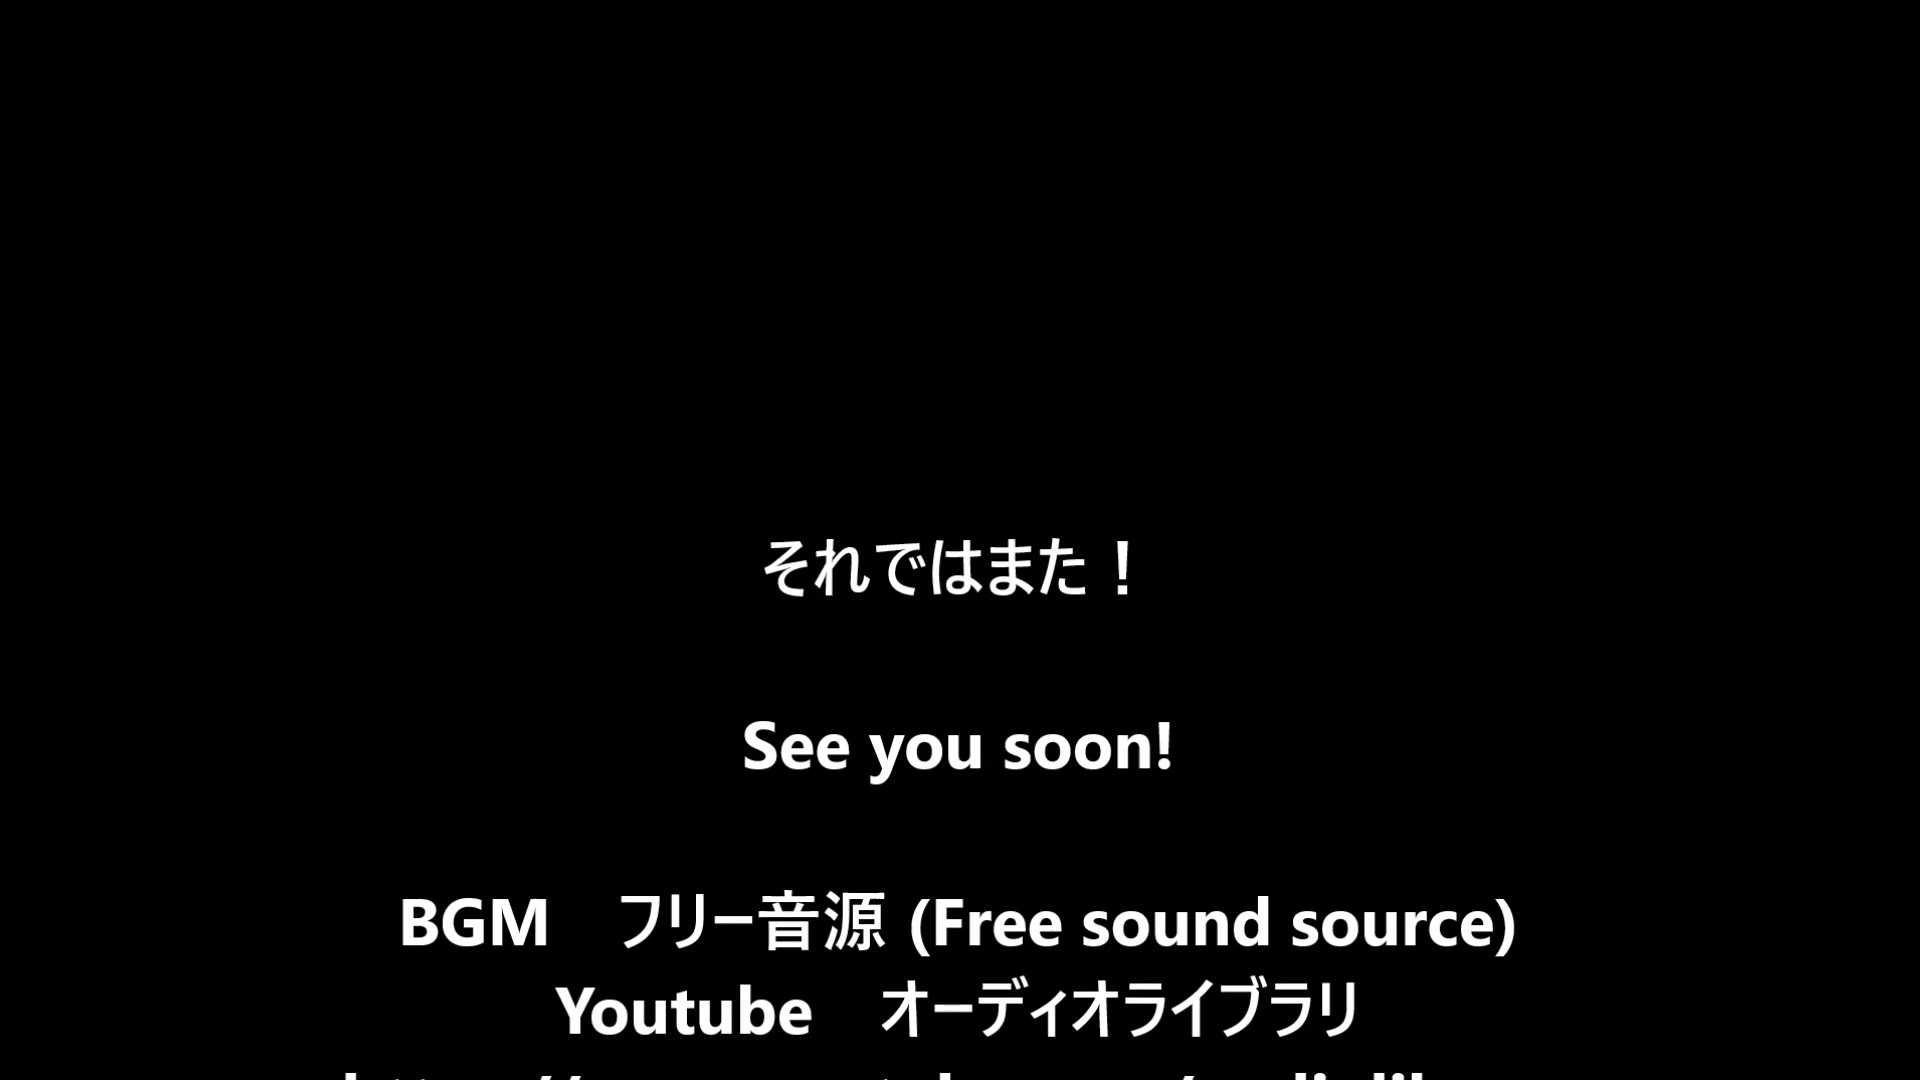 それではまた！
See you soon!
BGM　フリー音源 (Free sound source)
Youtube　オーディオライブラリ